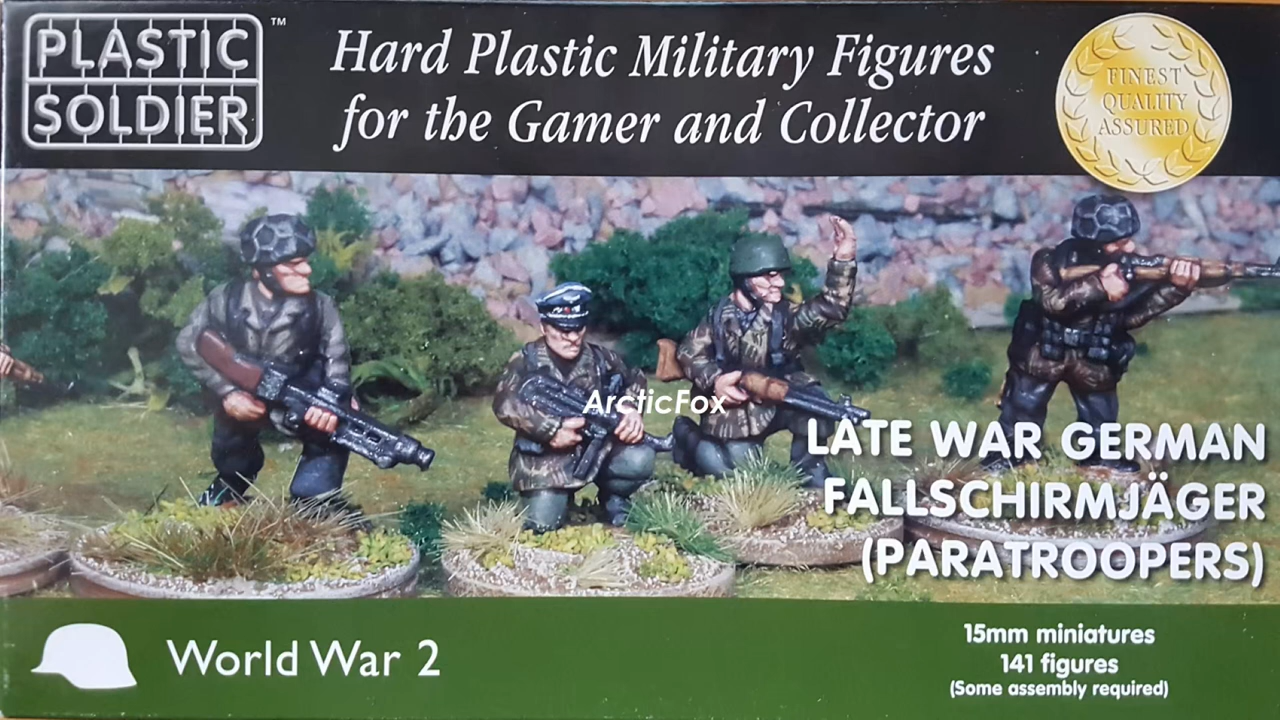 PLASTIC
SOLDIER
™
Hard Plastic Military Figures
for the Gamer and Collector
FINEST
QUALITY
ASSURED
ArcticFox
LATE WAR GERMAN
FALLSCHIRMJÄGER
(PARATROOPERS)
World War 2
15mm miniatures
141 figures
(Some assembly required)